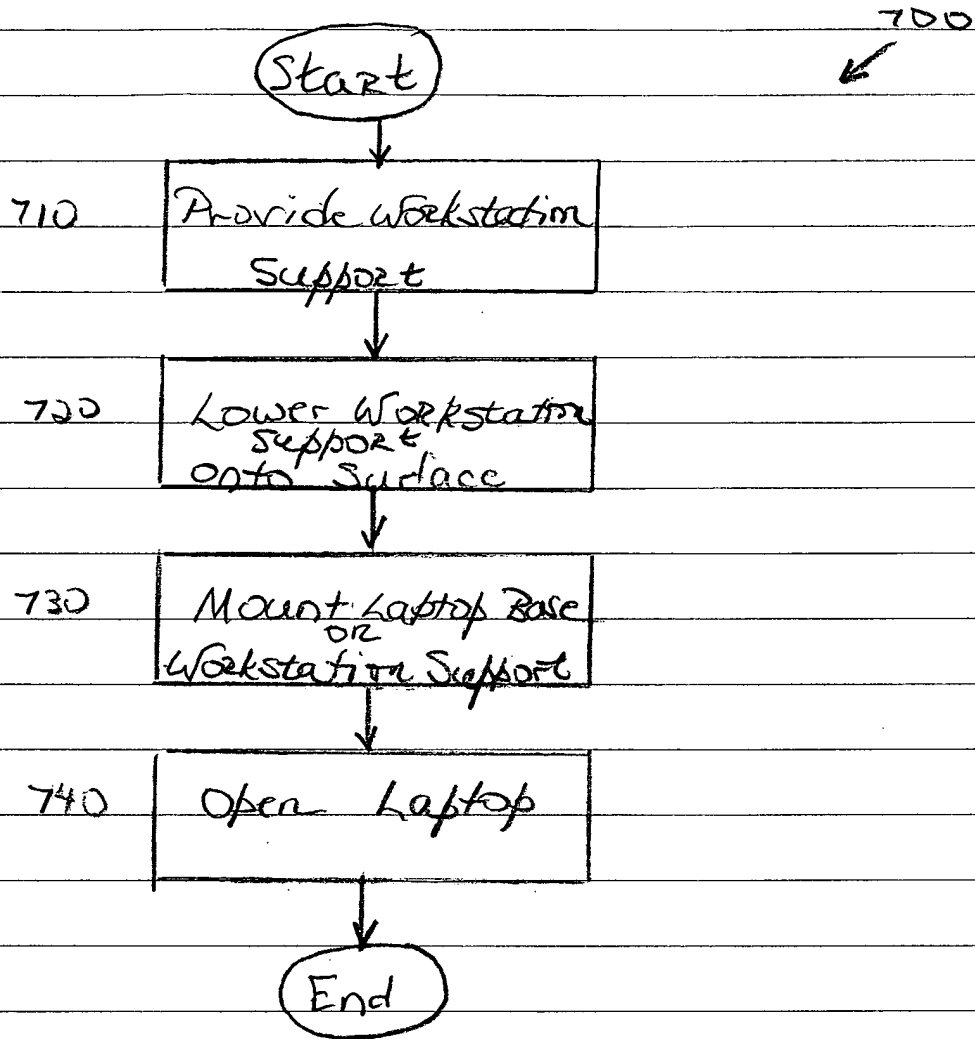 700
Start
710
Provide Workstation
Support
720
Lower Workstation
Support
onto Surface
730
Mount Laptop Base
OR
Workstation Support
740
Open Laptop
End